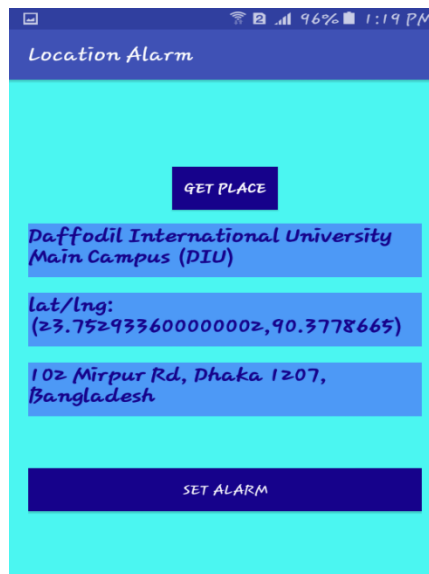 2 96% 1:19 PM
Location Alarm
GET PLACE
Daffodil International University
Main Campus (DIU)
lat/lng:
(23.752933600000002,90.3778665)
102 Mirpur Rd, Dhaka 1207,
Bangladesh
SET ALARM